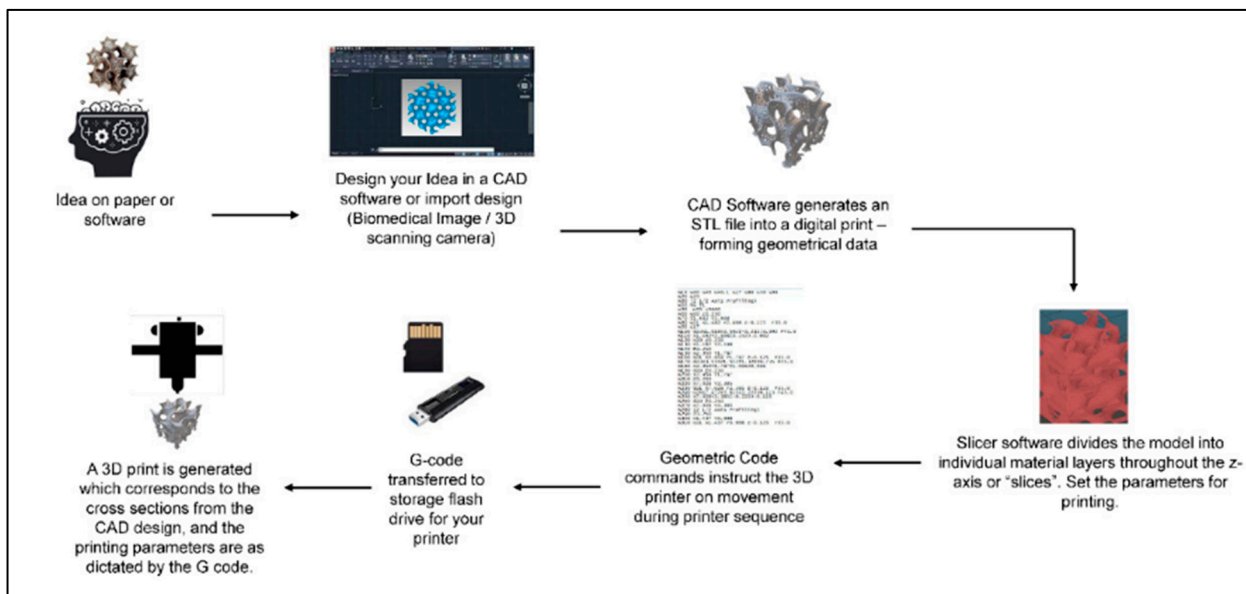 Idea on paper or
software
Design your Idea in a CAD
software or import design
(Biomedical Image / 3D
scanning camera)
CAD Software generates an
STL file into a digital print –
forming geometrical data
Slicer software divides the model into
individual material layers throughout the z-
axis or “slices”. Set the parameters for
printing.
Geometric Code
commands instruct the 3D
printer on movement
during printer sequence
G-code
transferred to
storage flash
drive for your
printer
A 3D print is generated
which corresponds to the
cross sections from the
CAD design, and the
printing parameters are as
dictated by the G code.